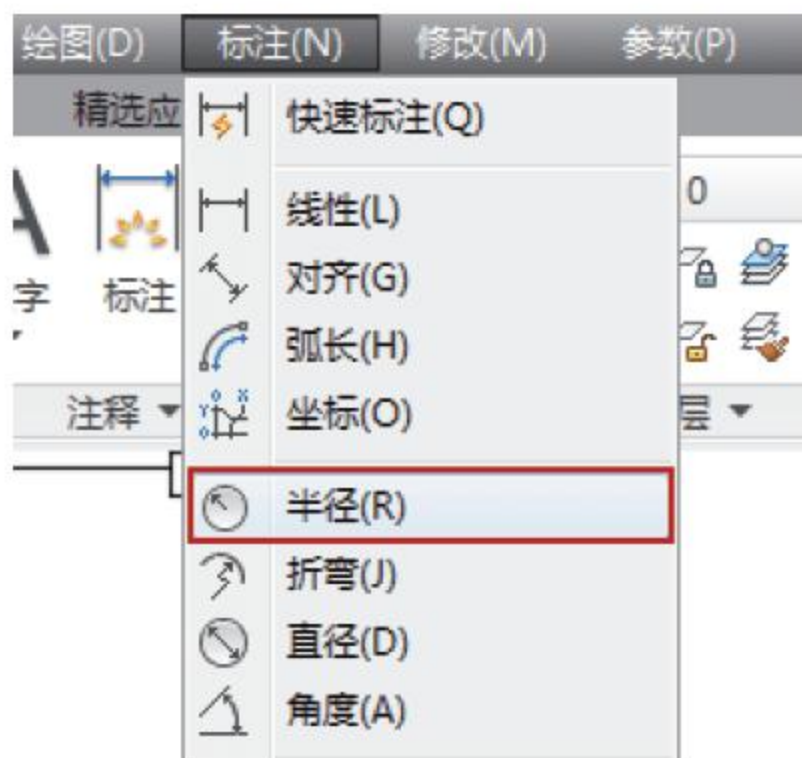 绘图(D) 标注(N) 修改(M) 参数(P)
精选应
快速标注(Q)
线性(L)
0
对齐(G)
字 标注
弧长(H)
注释 坐标(O) 层
半径(R)
折弯(J)
直径(D)
角度(A)